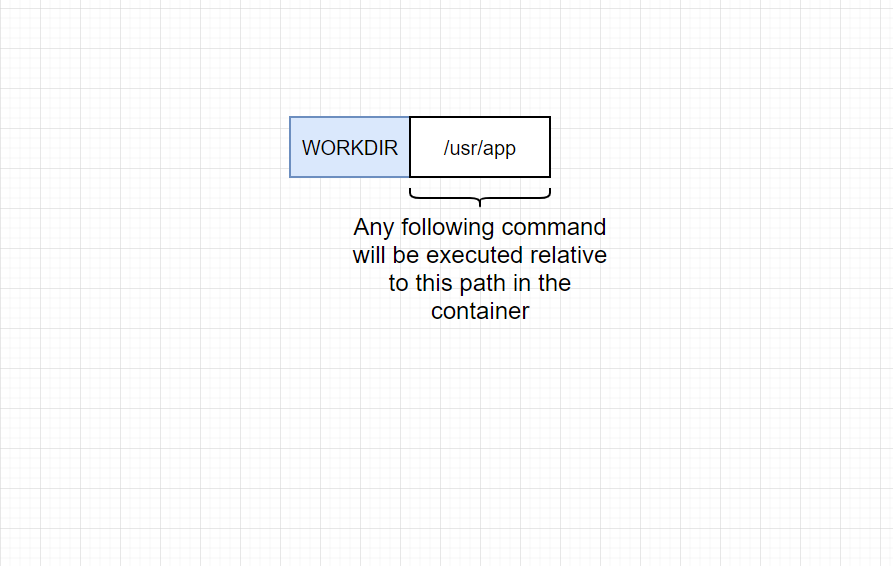 WORKDIR /usr/app
Any following command
will be executed relative
to this path in the
container